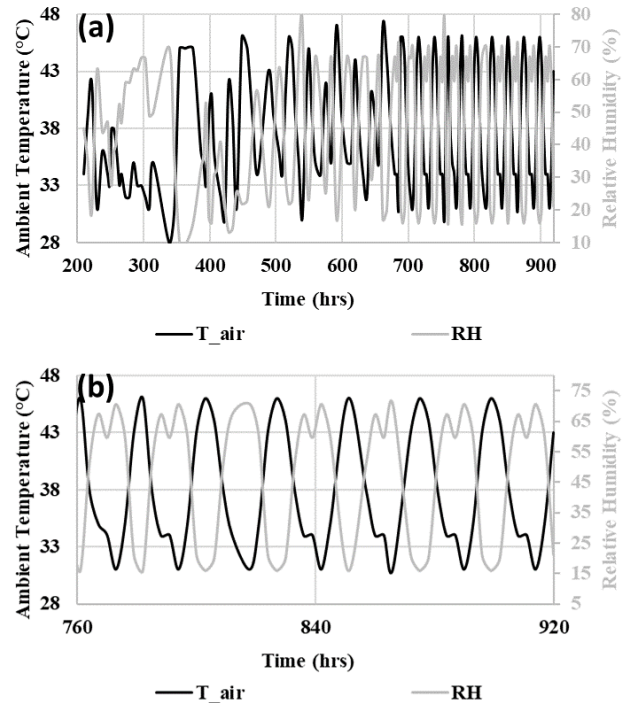 (a)
48
43
38
33
28
Ambient Temperature (°C)
80
70
60
50
40
30
20
10
Relative Humidity (%)
200 300 400 500 600 700 800 900
Time (hrs)
T_air RH
(b)
48
43
38
33
28
Ambient Temperature (°C)
75
65
55
45
35
25
15
5
Relative Humidity (%)
760 840 920
Time (hrs)
T_air RH